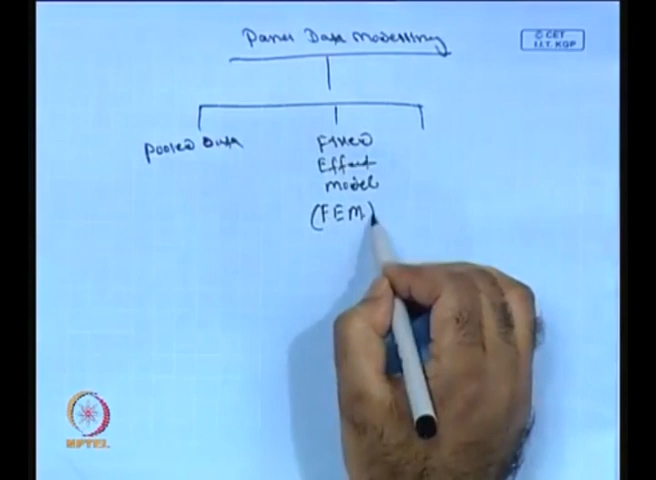 Panel Data Modelling
© CET
I.I.T. KGP
Pooled Data
Fixed
Effect
Model
(FEM)
NPTEL